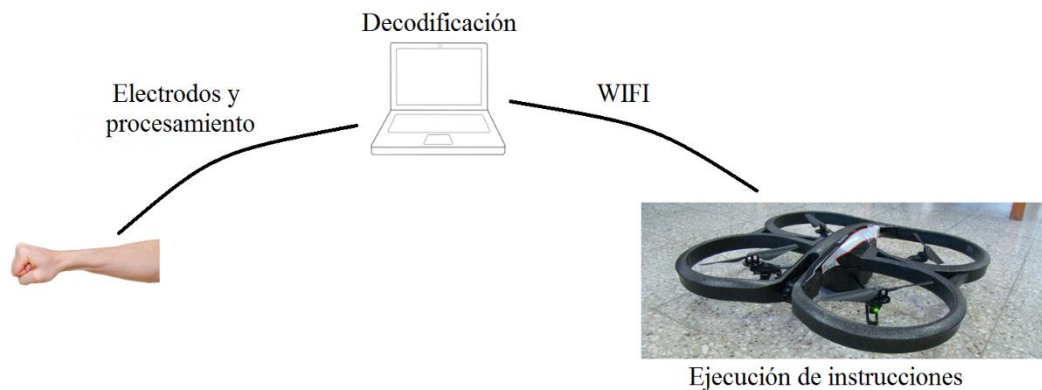 Decodificación
Electrodos y
procesamiento
WIFI
Ejecución de instrucciones